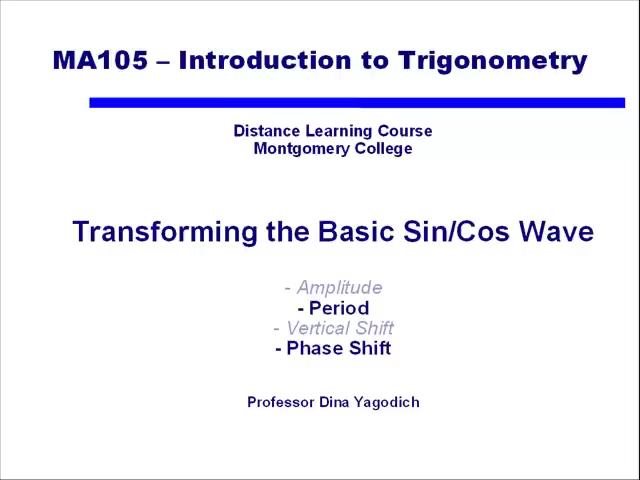 MA105 – Introduction to Trigonometry
Distance Learning Course
Montgomery College
Transforming the Basic Sin/Cos Wave
- Amplitude
- Period
- Vertical Shift
- Phase Shift
Professor Dina Yagodich